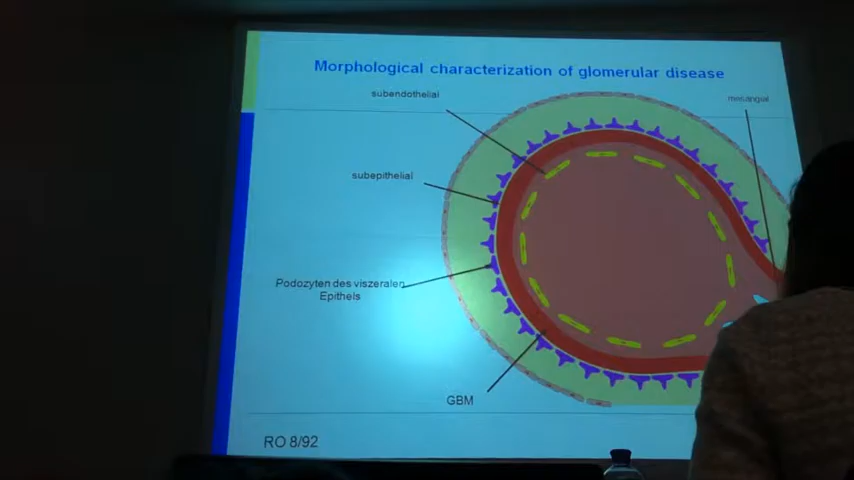 Morphological characterization of glomerular disease
subendothelial
mesangial
subepithelial
Podozyten des viszeralen
Epithels
GBM
RO 8/92